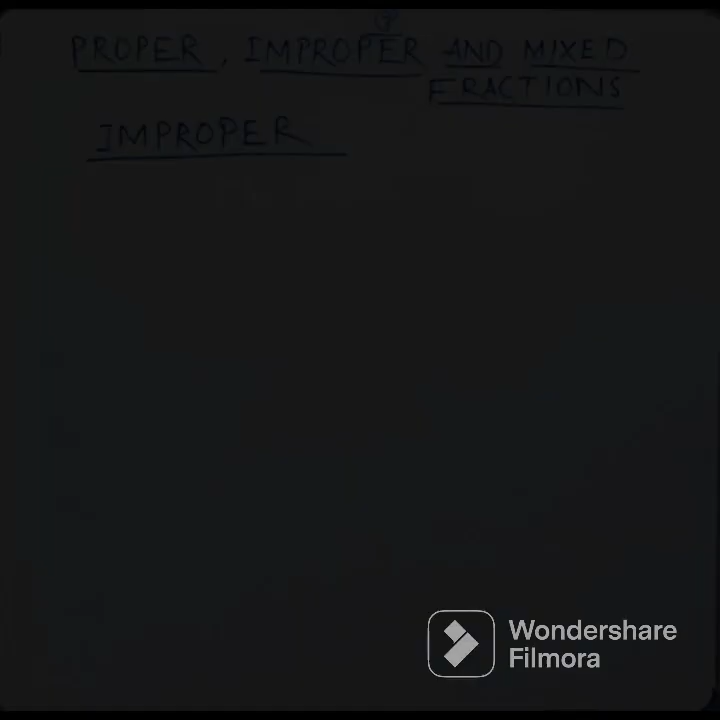 PROPER, IMPROPER AND MIXED
FRACTIONS
IMPROPER
Wondershare
Filmora